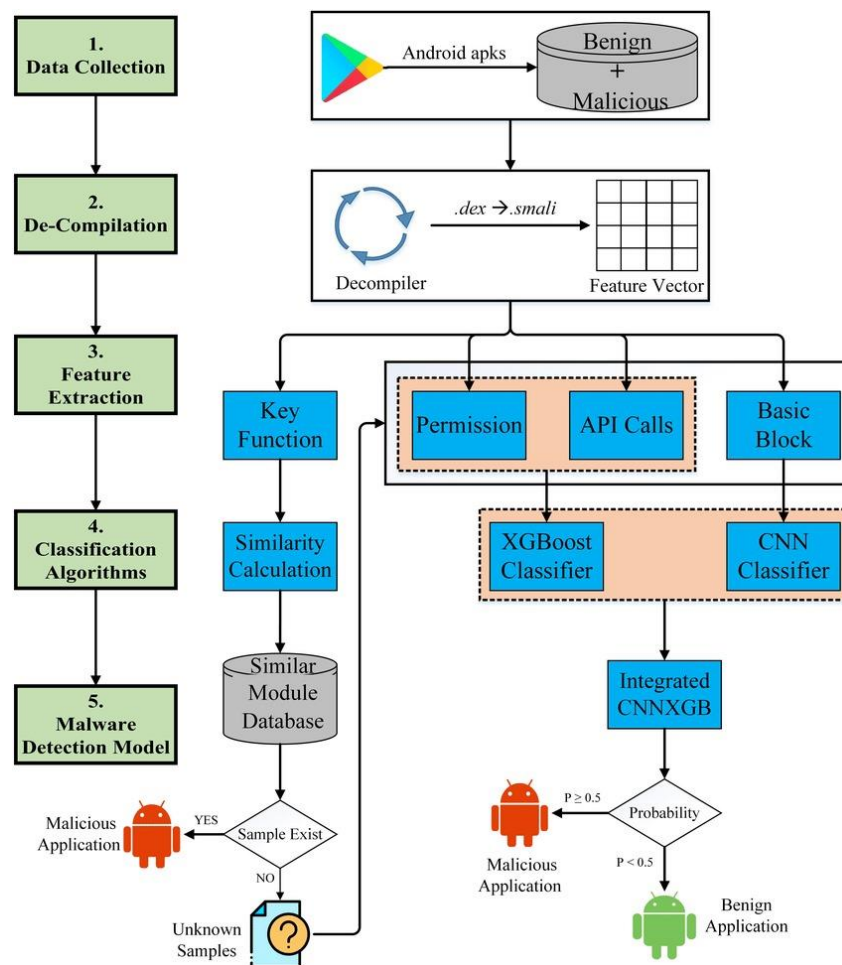 1.
Data Collection
2.
De-Compilation
3.
Feature
Extraction
4.
Classification
Algorithms
5.
Malware
Detection Model
Android apks
Benign
+
Malicious
.dex →.smali
Decompiler
Feature Vector
Key
Function
Permission
API Calls
Basic
Block
Similarity
Calculation
XGBoost
Classifier
CNN
Classifier
Similar
Module
Database
Integrated
CNNXGB
Malicious
Application
YES
Sample Exist
NO
Unknown
Samples
?
P ≥ 0.5
Probability
Malicious
Application
P < 0.5
Benign
Application